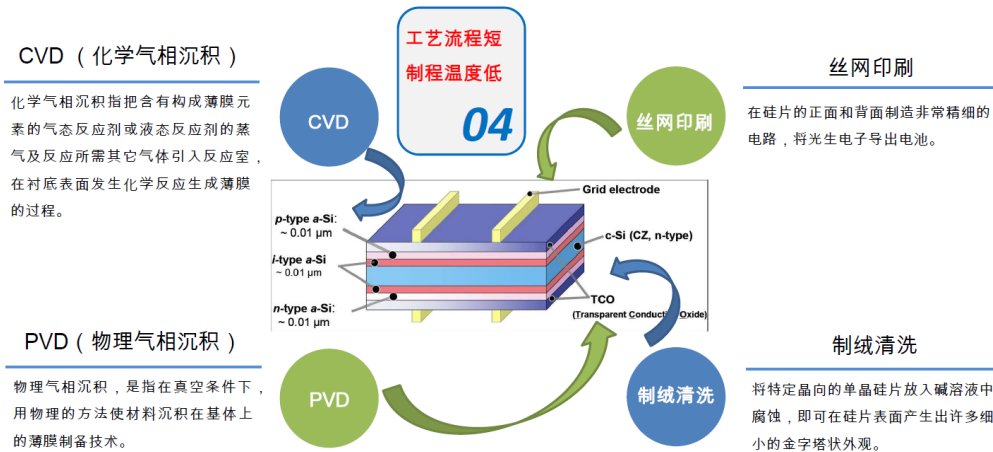 CVD （化学气相沉积）
化学气相沉积指把含有构成薄膜元
素的气态反应剂或液态反应剂的蒸
气及反应所需其它气体引入反应室，
在衬底表面发生化学反应生成薄膜
的过程。
工艺流程短
制程温度低
04
CVD
丝网印刷
丝网印刷
在硅片的正面和背面制造非常精细的
电路，将光生电子导出电池。
Grid electrode
p-type a-Si:
~ 0.01 μm
c-Si (CZ, n-type)
i-type a-Si
~ 0.01 μm
n-type a-Si:
~ 0.01 μm
TCO
(Transparent Conductive Oxide)
PVD（物理气相沉积）
物理气相沉积，是指在真空条件下，
用物理的方法使材料沉积在基体上
的薄膜制备技术。
PVD
制绒清洗
制绒清洗
将特定晶向的单晶硅片放入碱溶液中
腐蚀，即可在硅片表面产生出许多细
小的金字塔状外观。